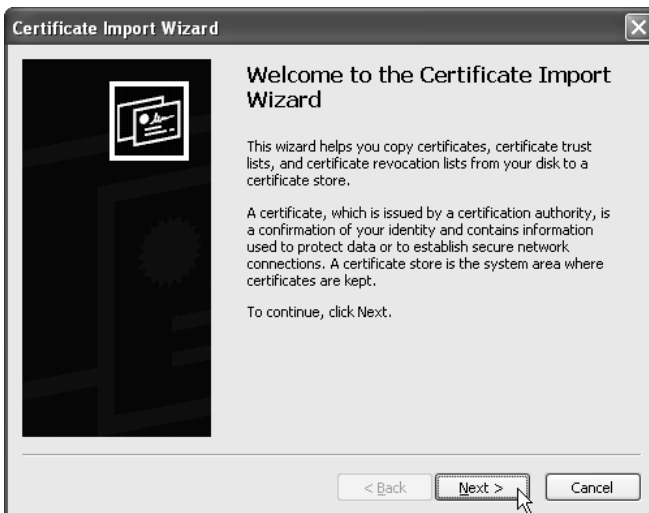 Certificate Import Wizard
Welcome to the Certificate Import
Wizard
This wizard helps you copy certificates, certificate trust
lists, and certificate revocation lists from your disk to a
certificate store.
A certificate, which is issued by a certification authority, is
a confirmation of your identity and contains information
used to protect data or to establish secure network
connections. A certificate store is the system area where
certificates are kept.
To continue, click Next.
< Back Next > Cancel